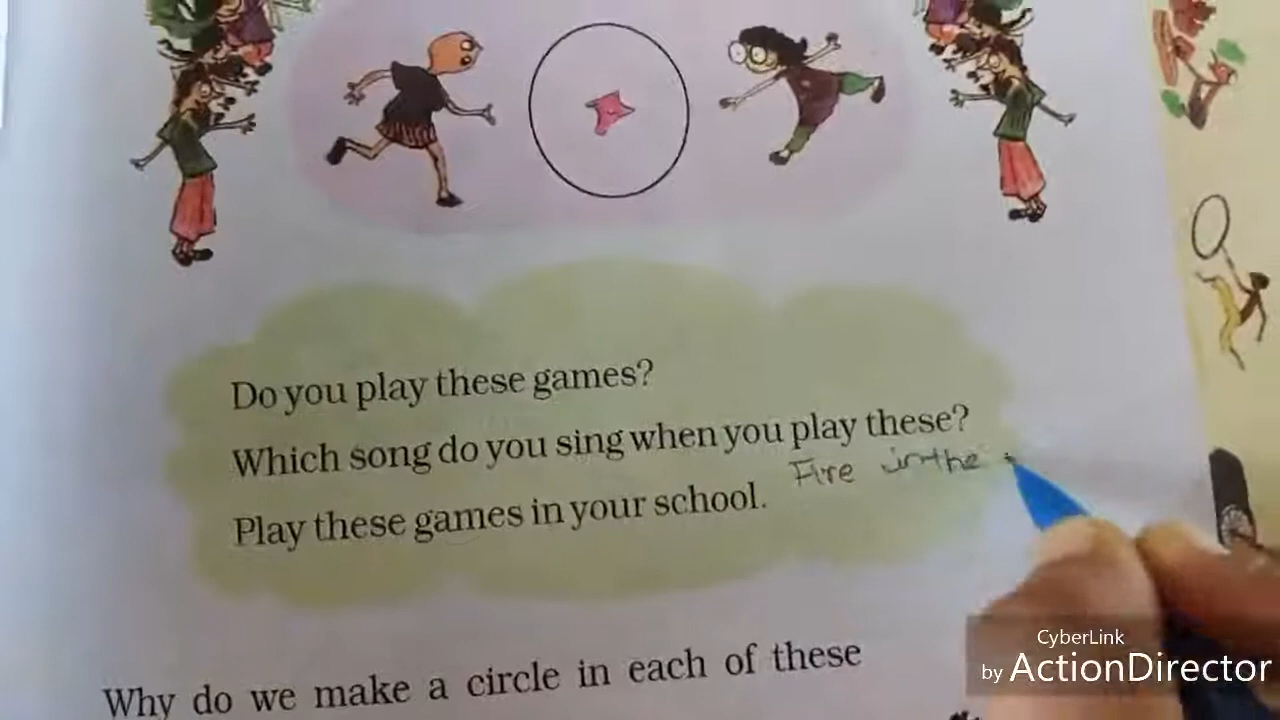 Do you play these games?
Which song do you sing when you play these?
Fire in the
Play these games in your school.
Why do we make a circle in each of these
CyberLink
by ActionDirector